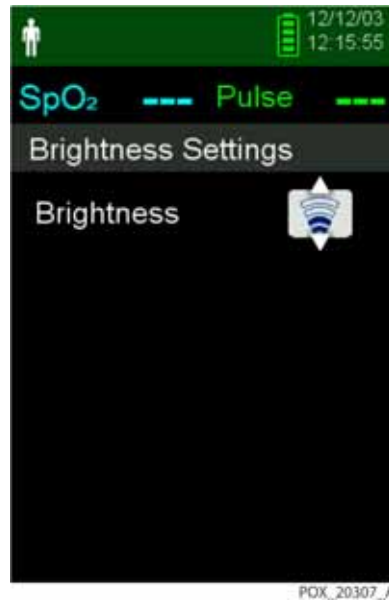 12/12/03
12:15:55
SpO₂ --- Pulse ---
Brightness Settings
Brightness
POX_20307_